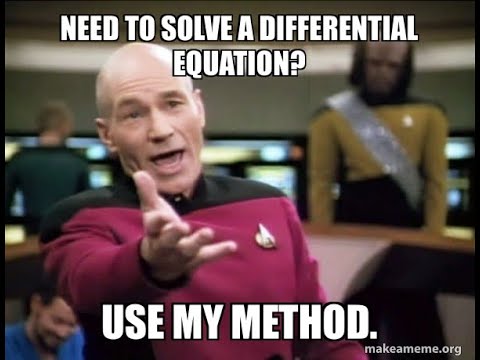 NEED TO SOLVE A DIFFERENTIAL
EQUATION?
USE MY METHOD.
makeameme.org